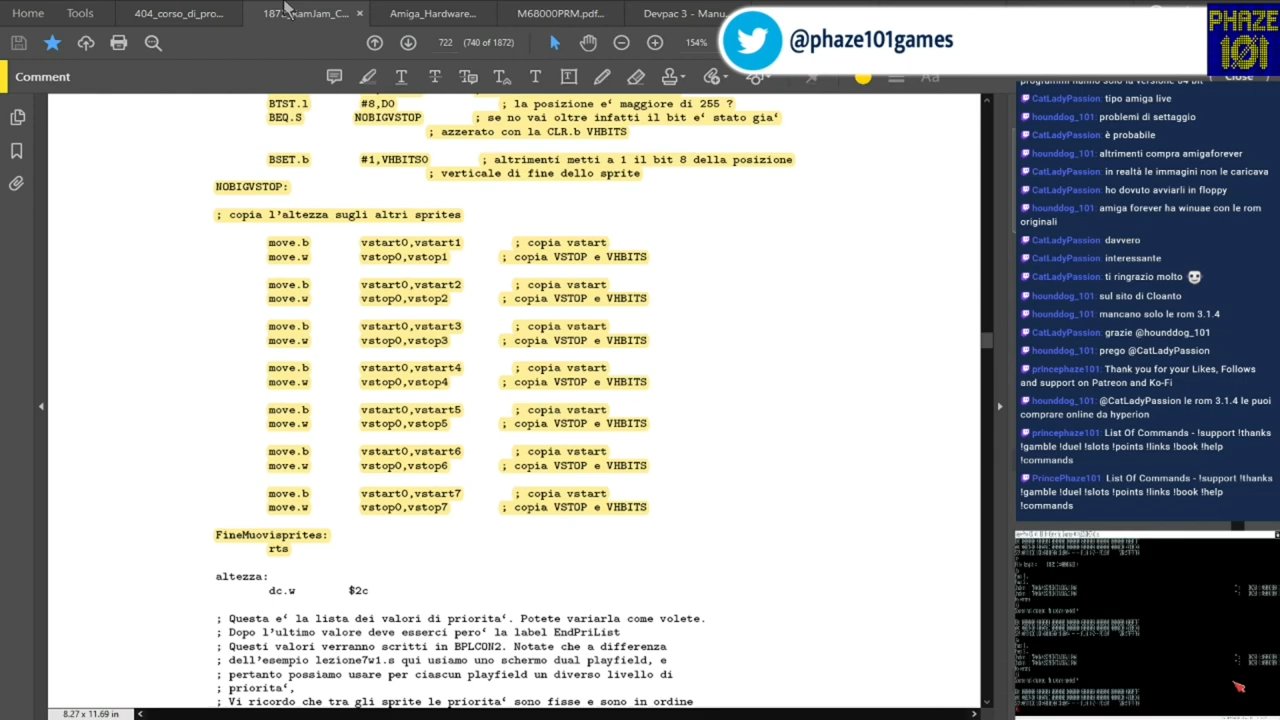 Home
Tools
404_corso_di_pro...
Amiga_Hardware...
M68000PRM.pdf...
Devpac 3 - Manu...
@phaze101games
PHAZE
101
722
(740 of 1872)
154%
Comment
Close
BTST.l #8,D0 ; la posizione e' maggiore di 255 ?
BEQ.S NOBIGVSTOP ; se no vai oltre infatti il bit e' stato gia'
; azzerato con la CLR.b VHBITS
BSET.b #1,VHBITS0 ; altrimenti metti a 1 il bit 8 della posizione
; verticale di fine dello sprite
NOBIGVSTOP:
; copia l'altezza sugli altri sprites
move.b vstart0,vstart1 ; copia vstart
move.w vstop0,vstop1 ; copia VSTOP e VHBITS
move.b vstart0,vstart2 ; copia vstart
move.w vstop0,vstop2 ; copia VSTOP e VHBITS
move.b vstart0,vstart3 ; copia vstart
move.w vstop0,vstop3 ; copia VSTOP e VHBITS
move.b vstart0,vstart4 ; copia vstart
move.w vstop0,vstop4 ; copia VSTOP e VHBITS
move.b vstart0,vstart5 ; copia vstart
move.w vstop0,vstop5 ; copia VSTOP e VHBITS
move.b vstart0,vstart6 ; copia vstart
move.w vstop0,vstop6 ; copia VSTOP e VHBITS
move.b vstart0,vstart7 ; copia vstart
move.w vstop0,vstop7 ; copia VSTOP e VHBITS
FineMuovisprites:
rts
altezza:
dc.w $2c
; Questa e' la lista dei valori di priorita'. Potete variarla come volete.
; Dopo l'ultimo valore deve esserci pero' la label EndPriList
; Questi valori verranno scritti in BPLCON2. Notate che a differenza
; dell'esempio lezione7w1.s qui usiamo uno schermo dual playfield, e
; pertanto possiamo usare per ciascun playfield un diverso livello di
; priorita',
; Vi ricordo che tra gli sprite le priorita' sono fisse e sono in ordine
8.27 x 11.69 in
CatLadyPassion: tipo amiga live
hounddog_101: problemi di settaggio
CatLadyPassion: è probabile
hounddog_101: altrimenti compra amigaforever
CatLadyPassion: in realtà le immagini non le caricava
CatLadyPassion: ho dovuto avviarli in floppy
hounddog_101: amiga forever ha winuae con le rom
originali
CatLadyPassion: davvero
CatLadyPassion: interessante
CatLadyPassion: ti ringrazio molto
hounddog_101: sul sito di Cloanto
hounddog_101: mancano solo le rom 3.1.4
CatLadyPassion: grazie @hounddog_101
hounddog_101: prego @CatLadyPassion
princephaze101: Thank you for your Likes, Follows
and support on Patreon and Ko-Fi
hounddog_101: @CatLadyPassion le rom 3.1.4 le puoi
comprare online da hyperion
princephaze101: List Of Commands - !support !thanks
!gamble !duel !slots !points !links !book !help
!commands
PrincePhaze101: List Of Commands - !support !thanks
!gamble !duel !slots !points !links !book !help
!commands